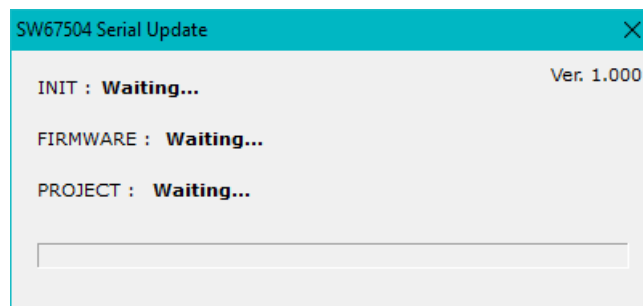 SW67504 Serial Update
Ver. 1.000
INIT : Waiting...
FIRMWARE : Waiting...
PROJECT : Waiting...